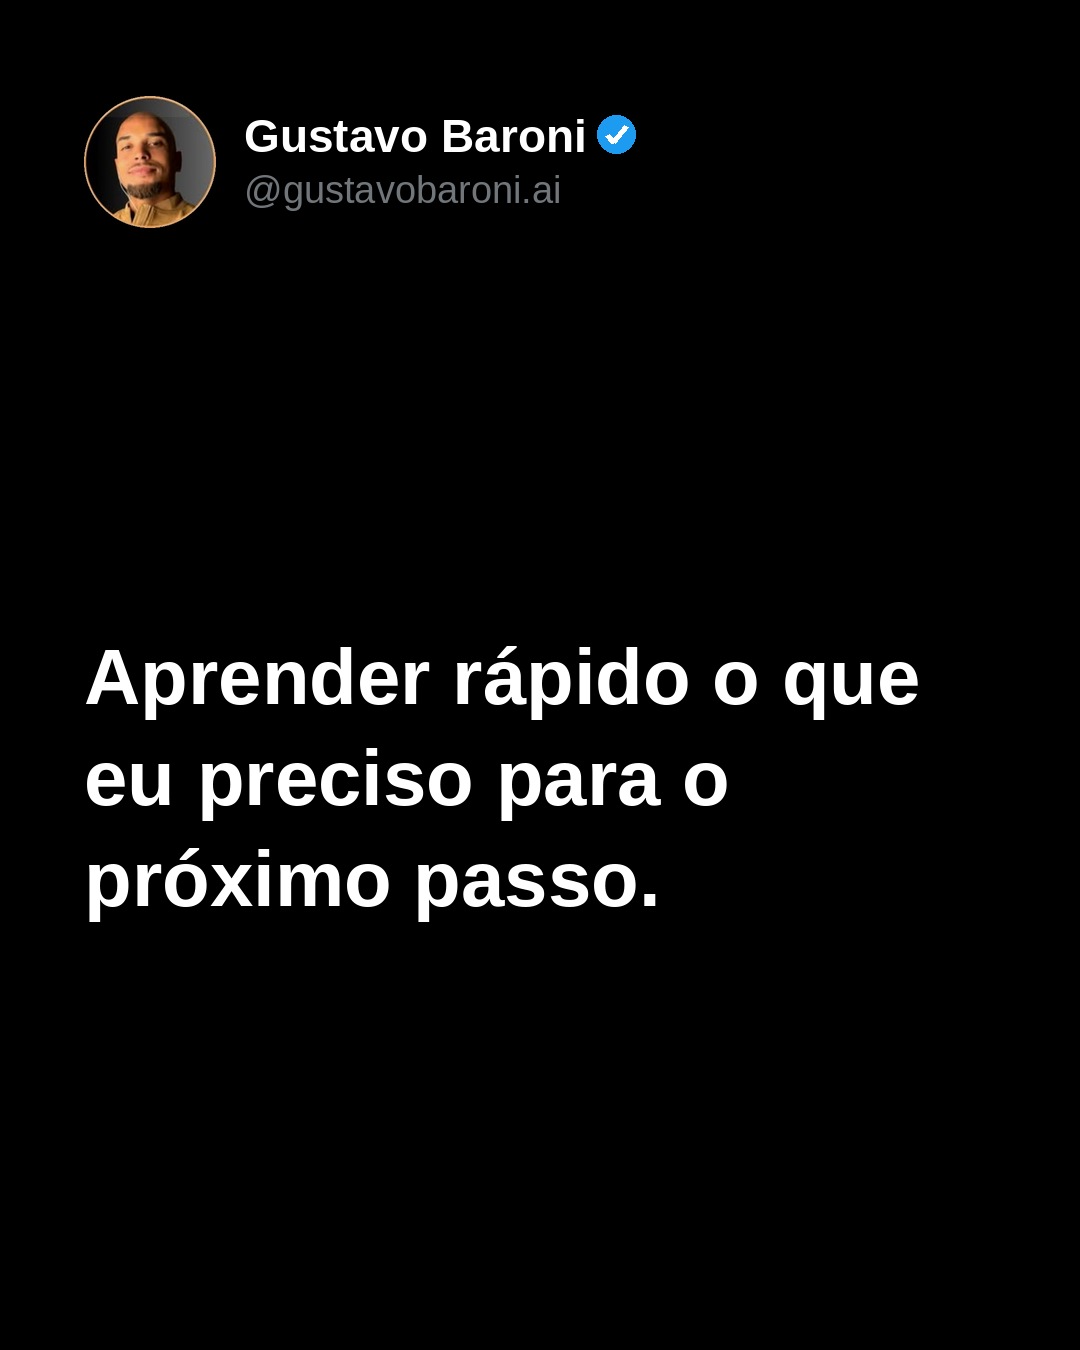 Gustavo Baroni
@gustavobaroni.ai
Aprender rápido o que
eu preciso para o
próximo passo.